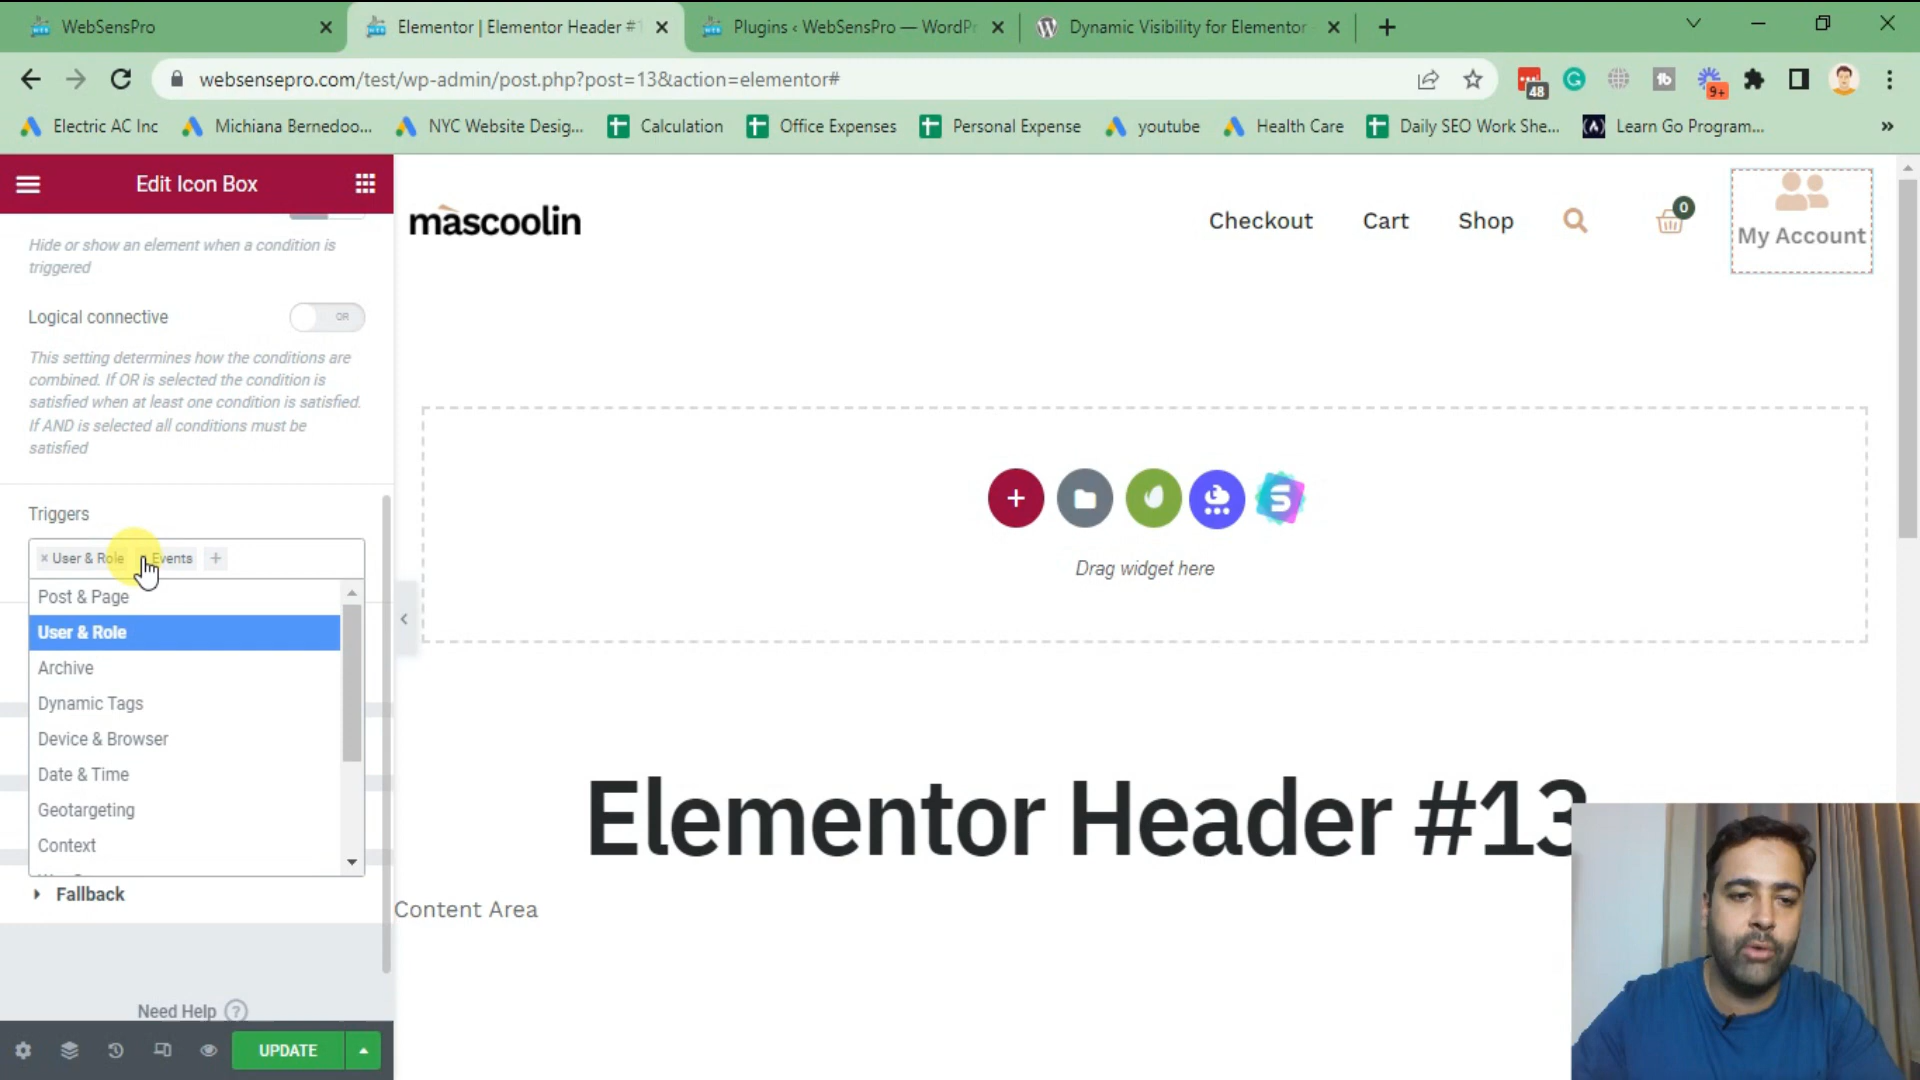 WebSensPro
Elementor | Elementor Header #1
Plugins ‹ WebSensPro — WordPr
Dynamic Visibility for Elementor
websensepro.com/test/wp-admin/post.php?post=13&action=elementor#
48
9+
Electric AC Inc
Michiana Bernedoo...
NYC Website Desig...
Calculation
Office Expenses
Personal Expense
youtube
Health Care
Daily SEO Work She...
Learn Go Program...
»
Edit Icon Box
Hide or show an element when a condition is
triggered
Logical connective
OR
This setting determines how the conditions are
combined. If OR is selected the condition is
satisfied when at least one condition is satisfied.
If AND is selected all conditions must be
satisfied
Triggers
× User & Role
Events
+
Post & Page
User & Role
Archive
Dynamic Tags
Device & Browser
Date & Time
Geotargeting
Context
Fallback
Need Help ?
UPDATE
mascoolin
Checkout
Cart
Shop
0
My Account
Drag widget here
Elementor Header #13
Content Area